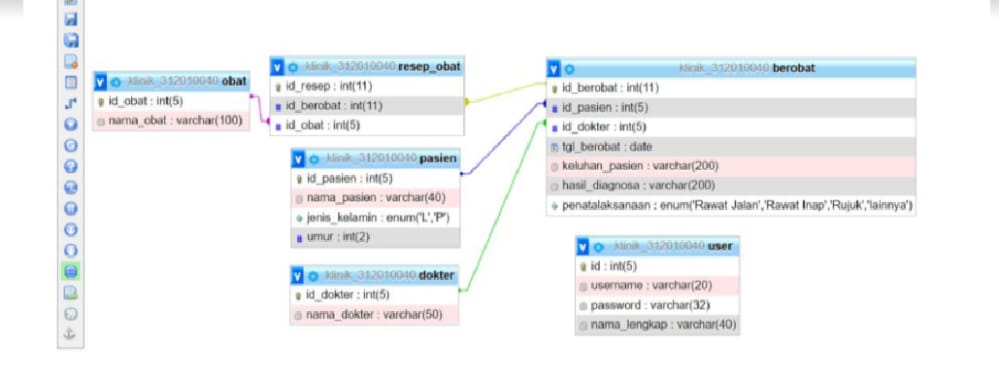 klinik_312010040 obat
id_obat : int(5)
nama_obat : varchar(100)
klinik_312010040 resep_obat
id_resep : int(11)
id_berobat : int(11)
id_obat : int(5)
klinik_312010040 berobat
id_berobat : int(11)
id_pasien : int(5)
id_dokter : int(5)
tgl_berobat : date
keluhan_pasien : varchar(200)
hasil_diagnosa : varchar(200)
penatalaksanaan : enum('Rawat Jalan','Rawat Inap','Rujuk','lainnya')
klinik_312010040 pasien
id_pasien : int(5)
nama_pasien : varchar(40)
jenis_kelamin : enum('L','P')
umur : int(2)
klinik_312010040 dokter
id_dokter : int(5)
nama_dokter : varchar(50)
klinik_312010040 user
id : int(5)
username : varchar(20)
password : varchar(32)
nama_lengkap : varchar(40)